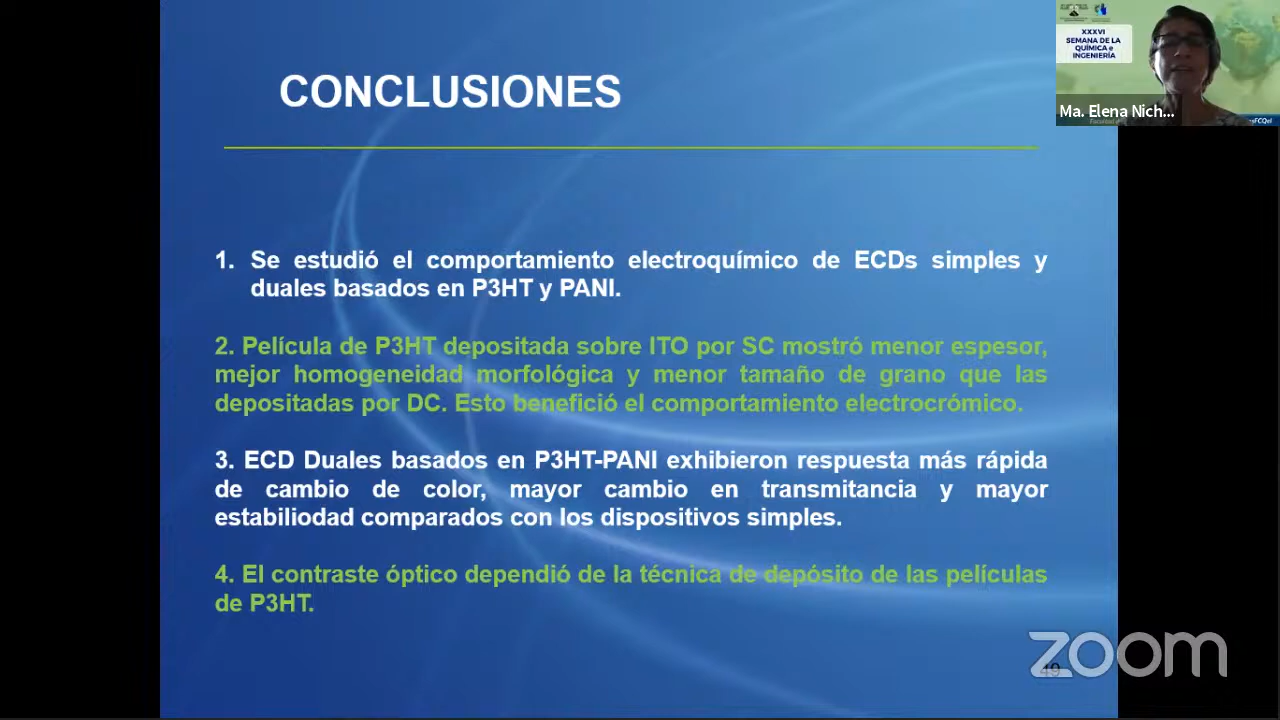 CONCLUSIONES
1. Se estudió el comportamiento electroquímico de ECDs simples y
duales basados en P3HT y PANI.
2. Película de P3HT depositada sobre ITO por SC mostró menor espesor,
mejor homogeneidad morfológica y menor tamaño de grano que las
depositadas por DC. Esto benefició el comportamiento electrocrómico.
3. ECD Duales basados en P3HT-PANI exhibieron respuesta más rápida
de cambio de color, mayor cambio en transmitancia y mayor
estabiliodad comparados con los dispositivos simples.
4. El contraste óptico dependió de la técnica de depósito de las películas
de P3HT.
49
zoom
XXXVI
SEMANA DE LA
QUÍMICA e
INGENIERÍA
Ma. Elena Nich...